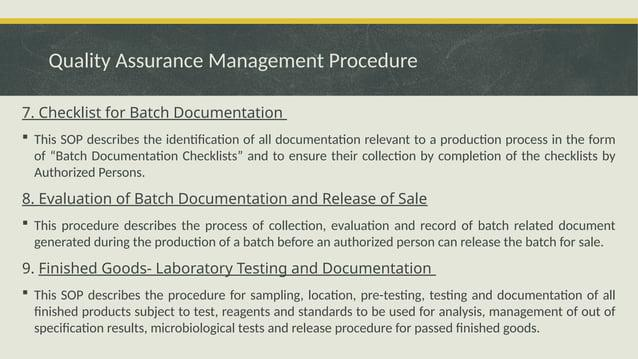 Quality Assurance Management Procedure
7. Checklist for Batch Documentation
▪ This SOP describes the identification of all documentation relevant to a production process in the form
of “Batch Documentation Checklists” and to ensure their collection by completion of the checklists by
Authorized Persons.
8. Evaluation of Batch Documentation and Release of Sale
▪ This procedure describes the process of collection, evaluation and record of batch related document
generated during the production of a batch before an authorized person can release the batch for sale.
9. Finished Goods- Laboratory Testing and Documentation
▪ This SOP describes the procedure for sampling, location, pre-testing, testing and documentation of all
finished products subject to test, reagents and standards to be used for analysis, management of out of
specification results, microbiological tests and release procedure for passed finished goods.